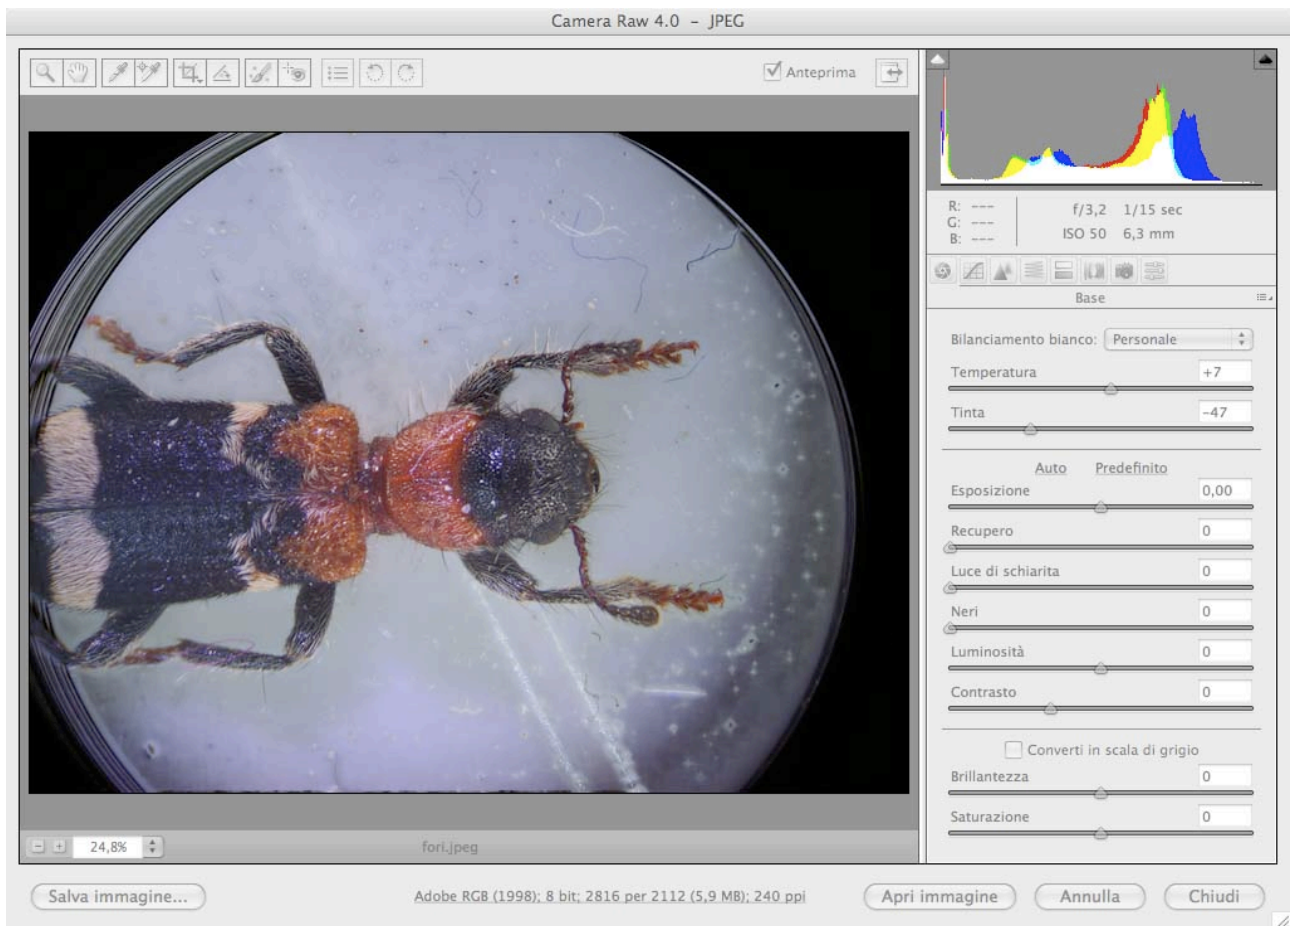 Camera Raw 4.0 – JPEG
Anteprima
R: ---
G: ---
B: ---
f/3,2 1/15 sec
ISO 50 6,3 mm
Base
Bilanciamento bianco: Personale
Temperatura +7
Tinta -47
Auto Predefinito
Esposizione 0,00
Recupero 0
Luce di schiarita 0
Neri 0
Luminosità 0
Contrasto 0
Converti in scala di grigio
Brillantezza 0
Saturazione 0
24,8% fori.jpeg
Salva immagine... Adobe RGB (1998); 8 bit; 2816 per 2112 (5,9 MB); 240 ppi Apri immagine Annulla Chiudi